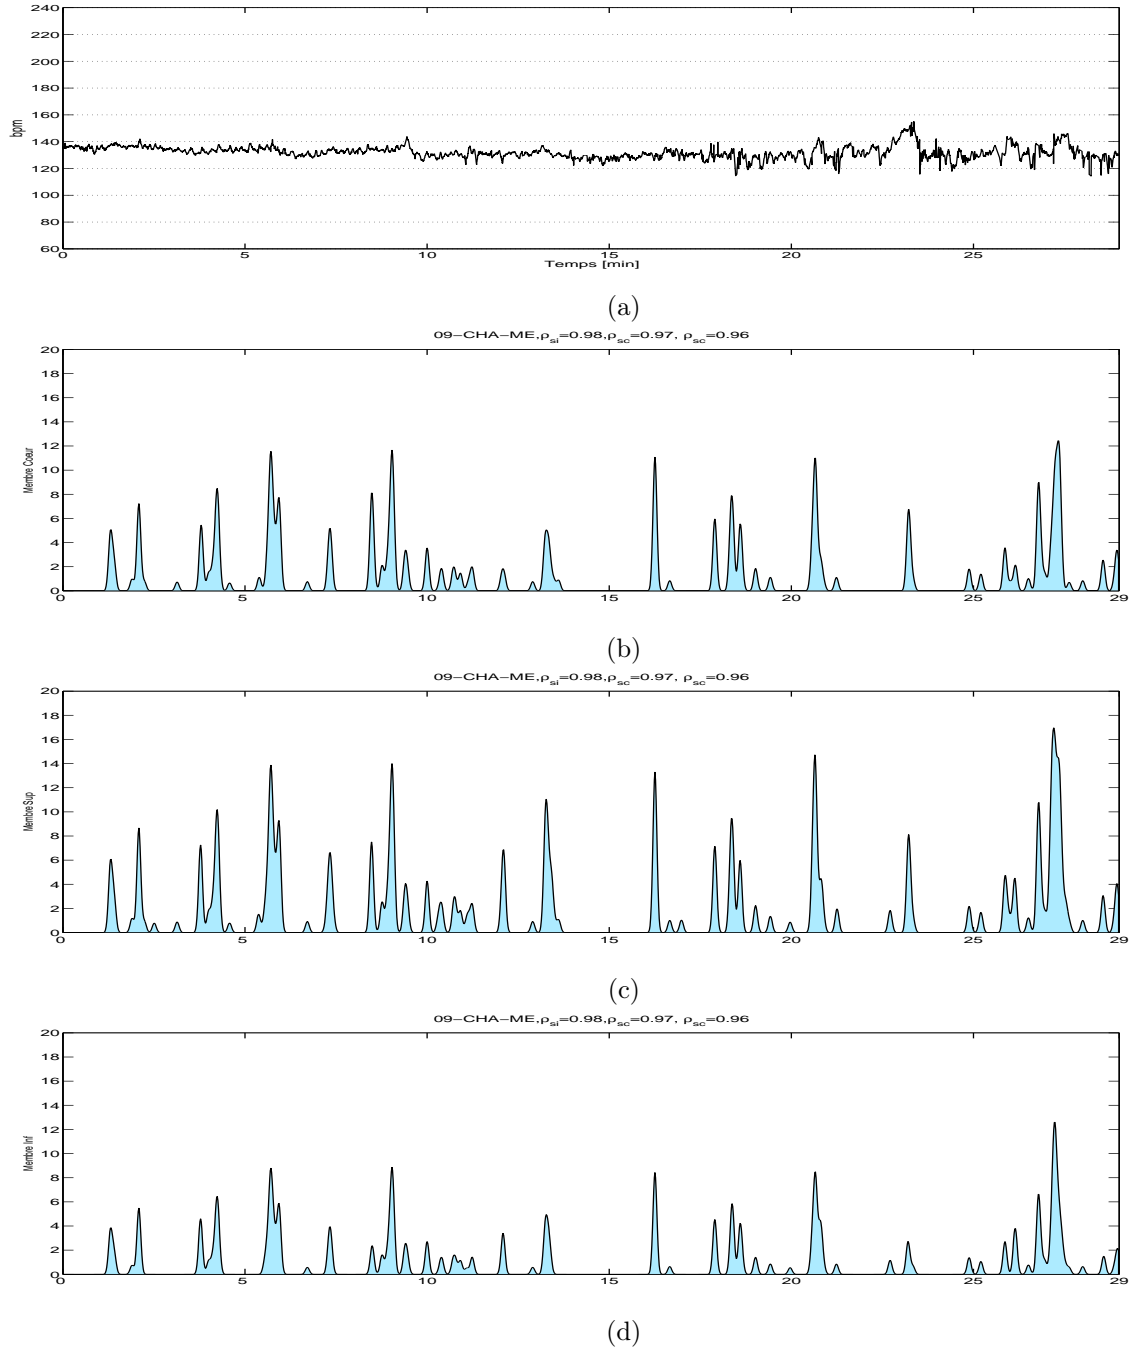 240
220
200
180
160
140
120
100
80
60
bpm
0 5 10 15 20 25
Temps [min]
(a)
09−CHA−ME,ρsi=0.98,ρsc=0.97, ρsc=0.96
20
18
16
14
12
10
8
6
4
2
0
Membre Coeur
0 5 10 15 20 25 29
(b)
09−CHA−ME,ρsi=0.98,ρsc=0.97, ρsc=0.96
20
18
16
14
12
10
8
6
4
2
0
Membre Sup
0 5 10 15 20 25 29
(c)
09−CHA−ME,ρsi=0.98,ρsc=0.97, ρsc=0.96
20
18
16
14
12
10
8
6
4
2
0
Membre Inf
0 5 10 15 20 25 29
(d)